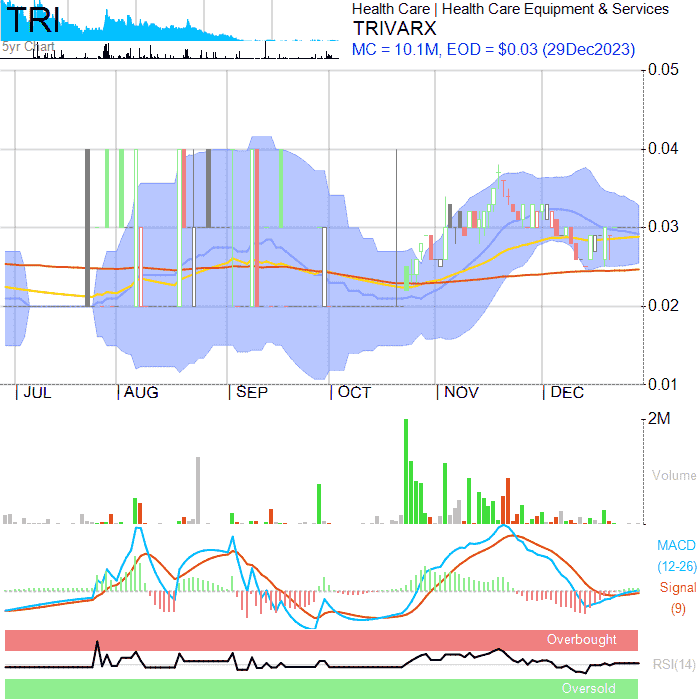 TRI
5yr Chart
Health Care | Health Care Equipment & Services
TRIVARX
MC = 10.1M, EOD = $0.03 (29Dec2023)
0.05
0.04
0.03
0.02
0.01
JUL
AUG
SEP
OCT
NOV
DEC
2M
Volume
MACD
(12-26)
Signal
(9)
Overbought
RSI(14)
Oversold